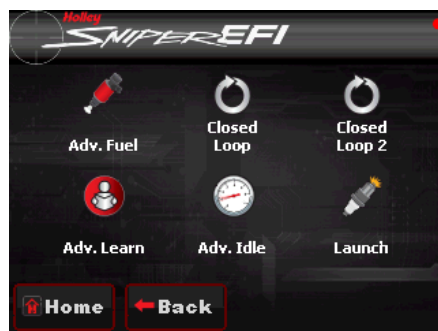 Holley
SNIPER EFI
Adv. Fuel
Closed
Loop
Closed
Loop 2
Adv. Learn
Adv. Idle
Launch
Home
Back